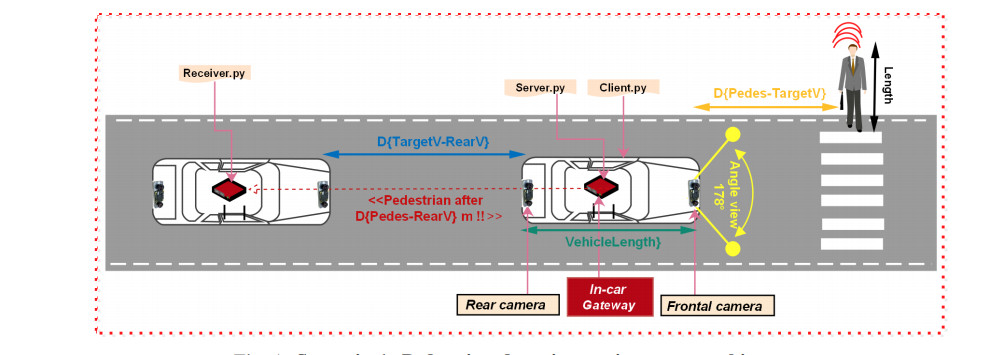 Receiver.py
Server.py
Client.py
D{Pedes-TargetV}
Length
D{TargetV-RearV}
Angle view
178°
<<Pedestrian after
D{Pedes-RearV} m !! >>
VehicleLength}
Rear camera
In-car
Gateway
Frontal camera